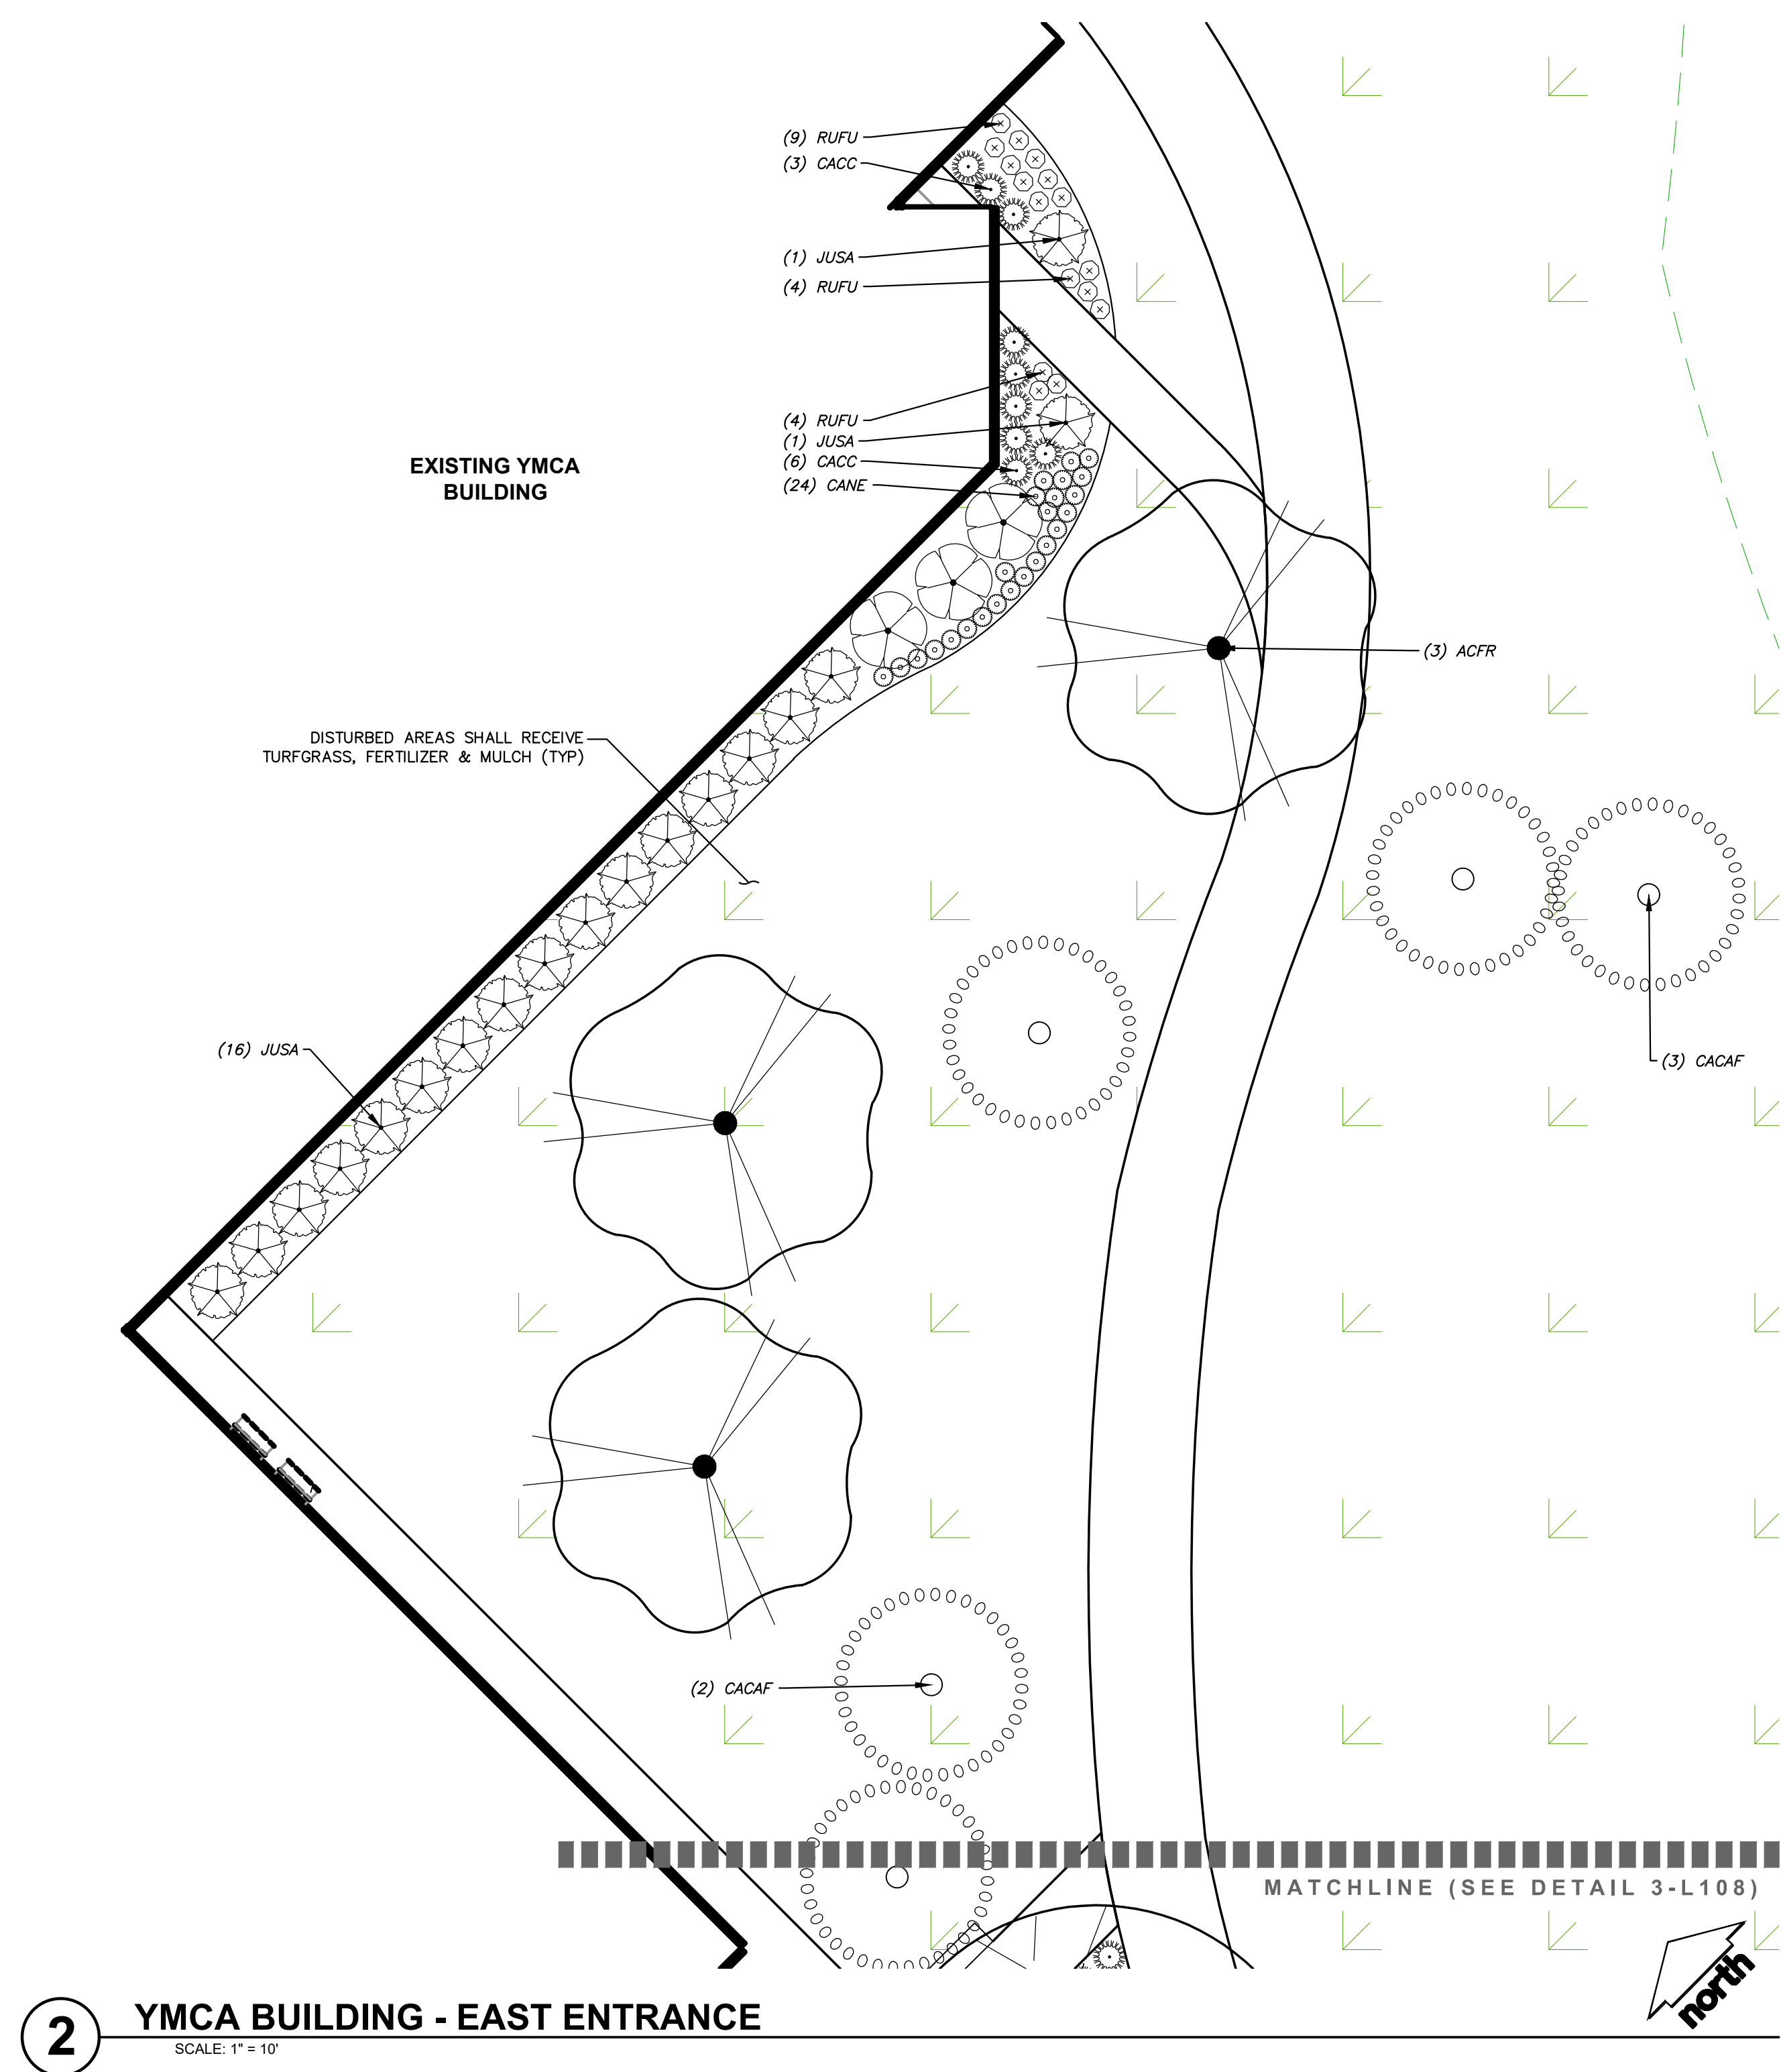 (9) RUFU
(3) CACC
(1) JUSA
(4) RUFU
(4) RUFU
(1) JUSA
(6) CACC
(24) CANE
EXISTING YMCA
BUILDING
(3) ACFR
DISTURBED AREAS SHALL RECEIVE
TURFGRASS, FERTILIZER & MULCH (TYP)
(16) JUSA
(3) CACAF
(2) CACAF
MATCHLINE (SEE DETAIL 3-L108)
north
2
YMCA BUILDING - EAST ENTRANCE
SCALE: 1" = 10'